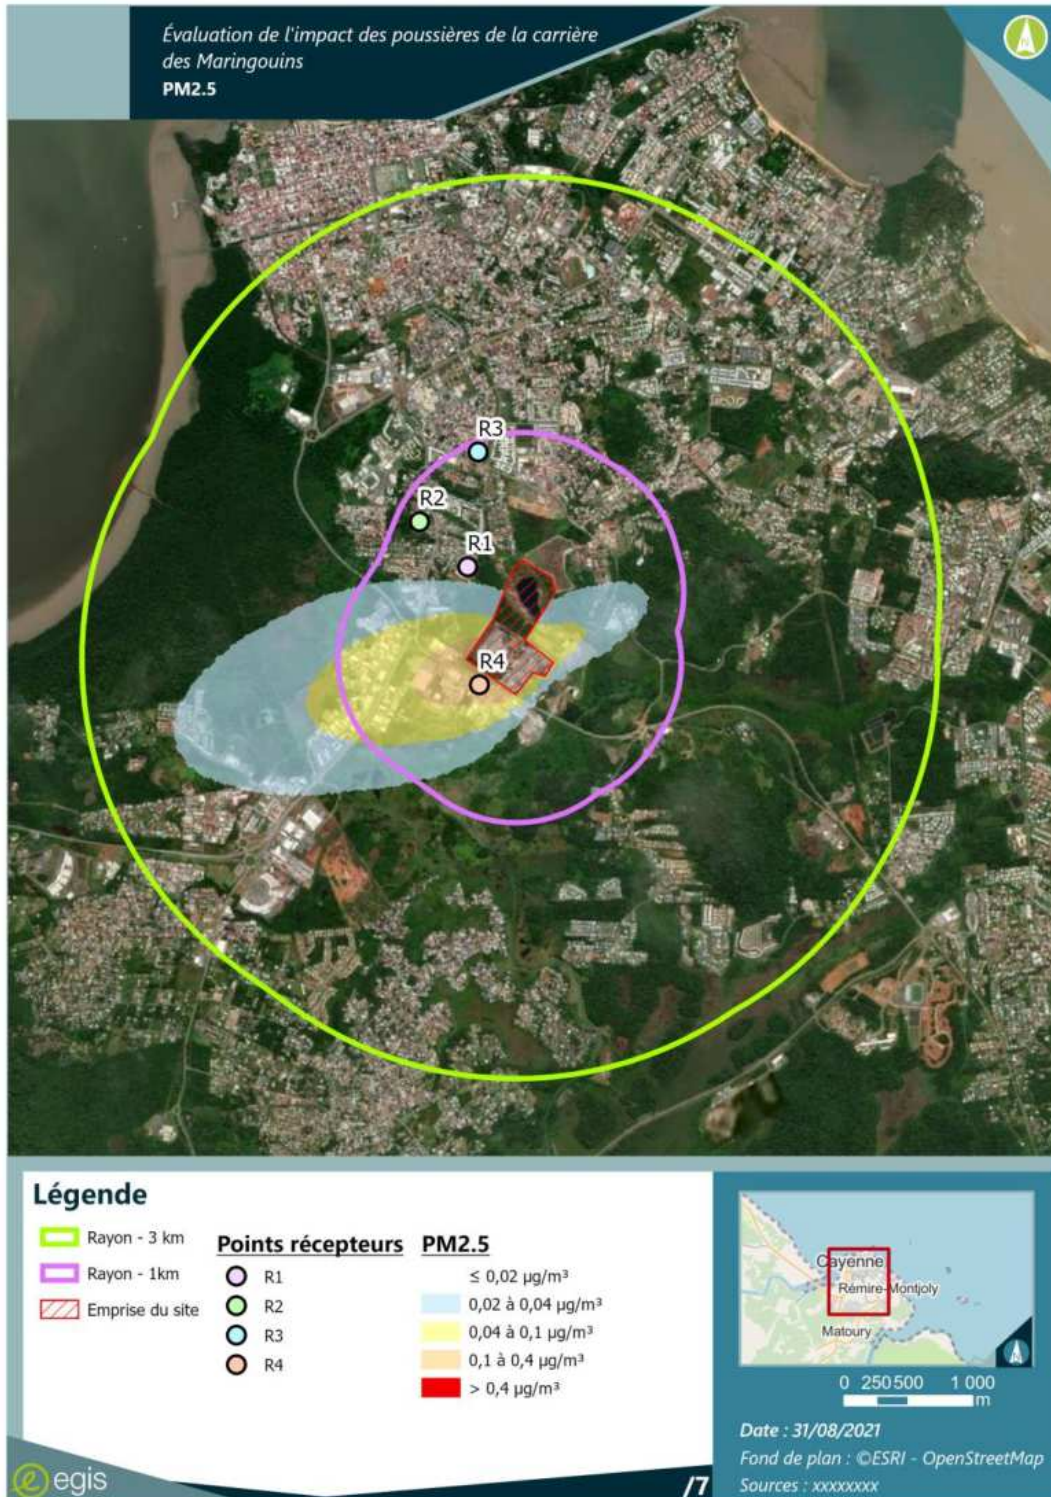 Évaluation de l'impact des poussières de la carrière
des Maringouins
PM2.5
R3
R2
R1
R4
Légende
Rayon - 3 km
Rayon - 1km
Emprise du site
Points récepteurs
R1
R2
R3
R4
PM2.5
≤ 0,02 µg/m³
0,02 à 0,04 µg/m³
0,04 à 0,1 µg/m³
0,1 à 0,4 µg/m³
> 0,4 µg/m³
Cayenne
Rémire-Montjoly
Matoury
0 250 500 1 000
m
Date : 31/08/2021
Fond de plan : ©ESRI - OpenStreetMap
Sources : xxxxxxxx
egis
/7